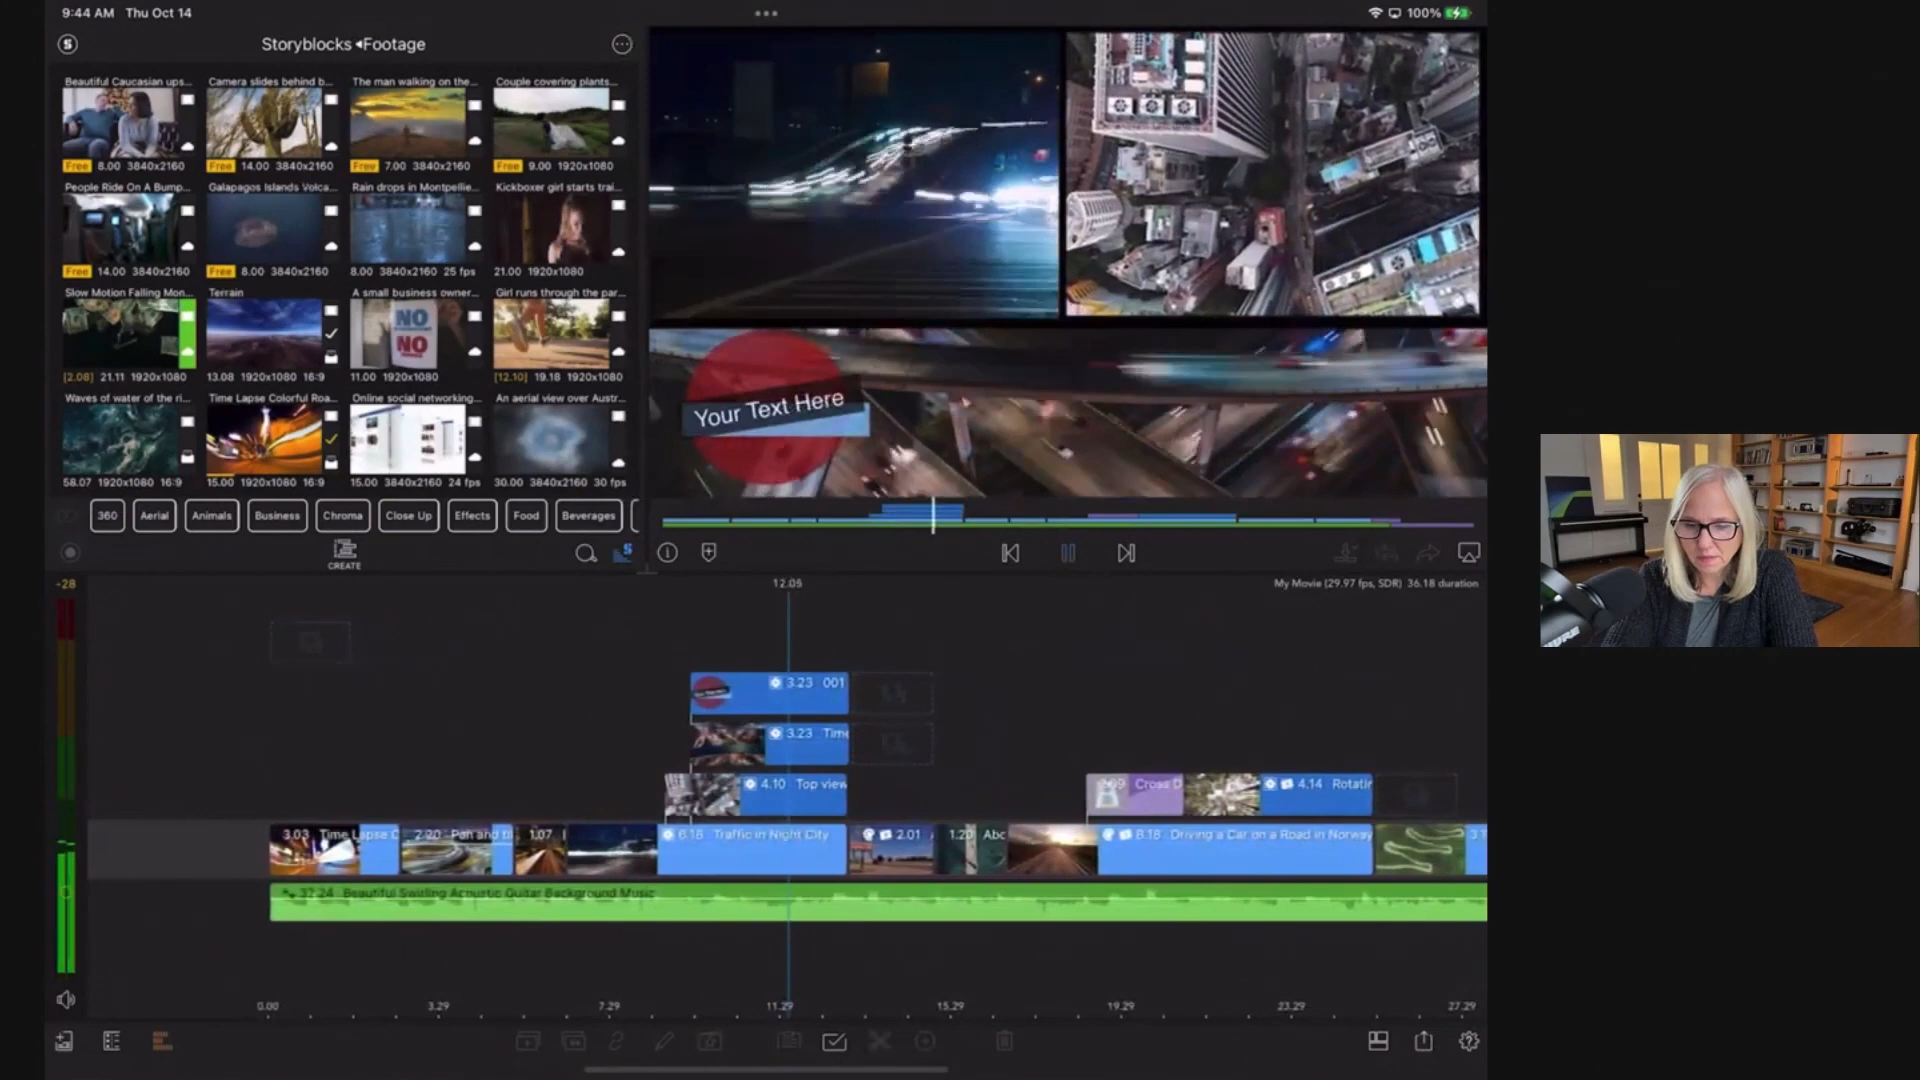 9:44 AM Thu Oct 14
100%
Storyblocks Footage
Beautiful Caucasian ups...
Camera slides behind b...
The man walking on the...
Couple covering plants...
Free 8.00 3840x2160
Free 14.00 3840x2160
Free 7.00 3840x2160
Free 9.00 1920x1080
People Ride On A Bump...
Galapagos Islands Volca...
Rain drops in Montpellie...
Kickboxer girl starts trai...
Free 14.00 3840x2160
Free 8.00 3840x2160
8.00 3840x2160 25 fps
21.00 1920x1080
Slow Motion Falling Mon...
Terrain
A small business owner...
Girl runs through the par...
NO
NO
[2.08] 21.11 1920x1080
13.08 1920x1080 16:9
11.00 1920x1080
[12.10] 19.18 1920x1080
Waves of water of the ri...
Time Lapse Colorful Roa...
Online social networking...
An aerial view over Austr...
58.07 1920x1080 16:9
15.00 1920x1080 16:9
15.00 3840x2160 24 fps
30.00 3840x2160 30 fps
360 Aerial Animals Business Chroma Close Up Effects Food Beverages
CREATE
Your Text Here
-28
12.05
My Movie (29.97 fps, SDR) 36.18 duration
3.23 001
3.23 Time
4.10 Top view
Cross D
4.14 Rotatin
3.03 Time Lapse C
2.20 Pan and
1.07
6.18 Traffic in Night City
2.01
1.20 Abc
8.18 Driving a Car on a Road in Norway
37.24 Beautiful Swirling Acoustic Guitar Background Music
0.00 3.29 7.29 11.29 15.29 19.29 23.29 27.29